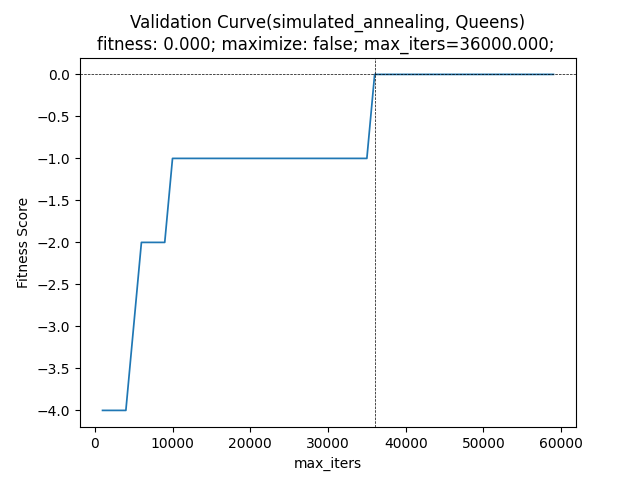 Validation Curve(simulated_annealing, Queens)
fitness: 0.000; maximize: false; max_iters=36000.000;
Fitness Score
0.0
−0.5
−1.0
−1.5
−2.0
−2.5
−3.0
−3.5
−4.0
0 10000 20000 30000 40000 50000 60000
max_iters